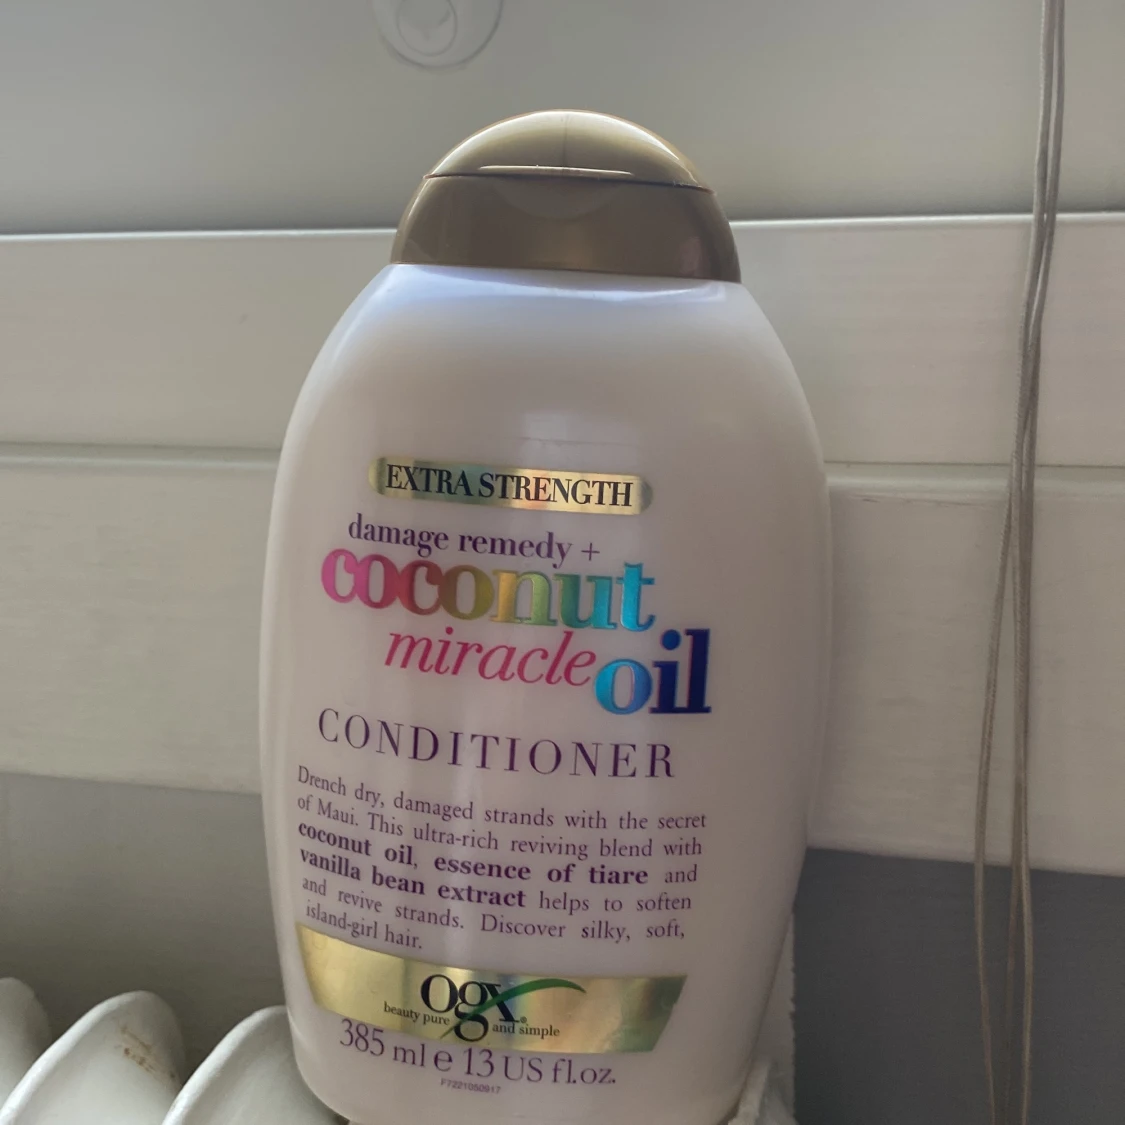 EXTRA STRENGTH
damage remedy +
coconut
miracle oil
CONDITIONER
Drench dry, damaged strands with the secret
of Maui. This ultra-rich reviving blend with
coconut oil, essence of tiare and
vanilla bean extract helps to soften
and revive strands. Discover silky, soft,
island-girl hair.
ogx®
beauty pure and simple
385 ml e 13 US fl.oz.
F7221050917